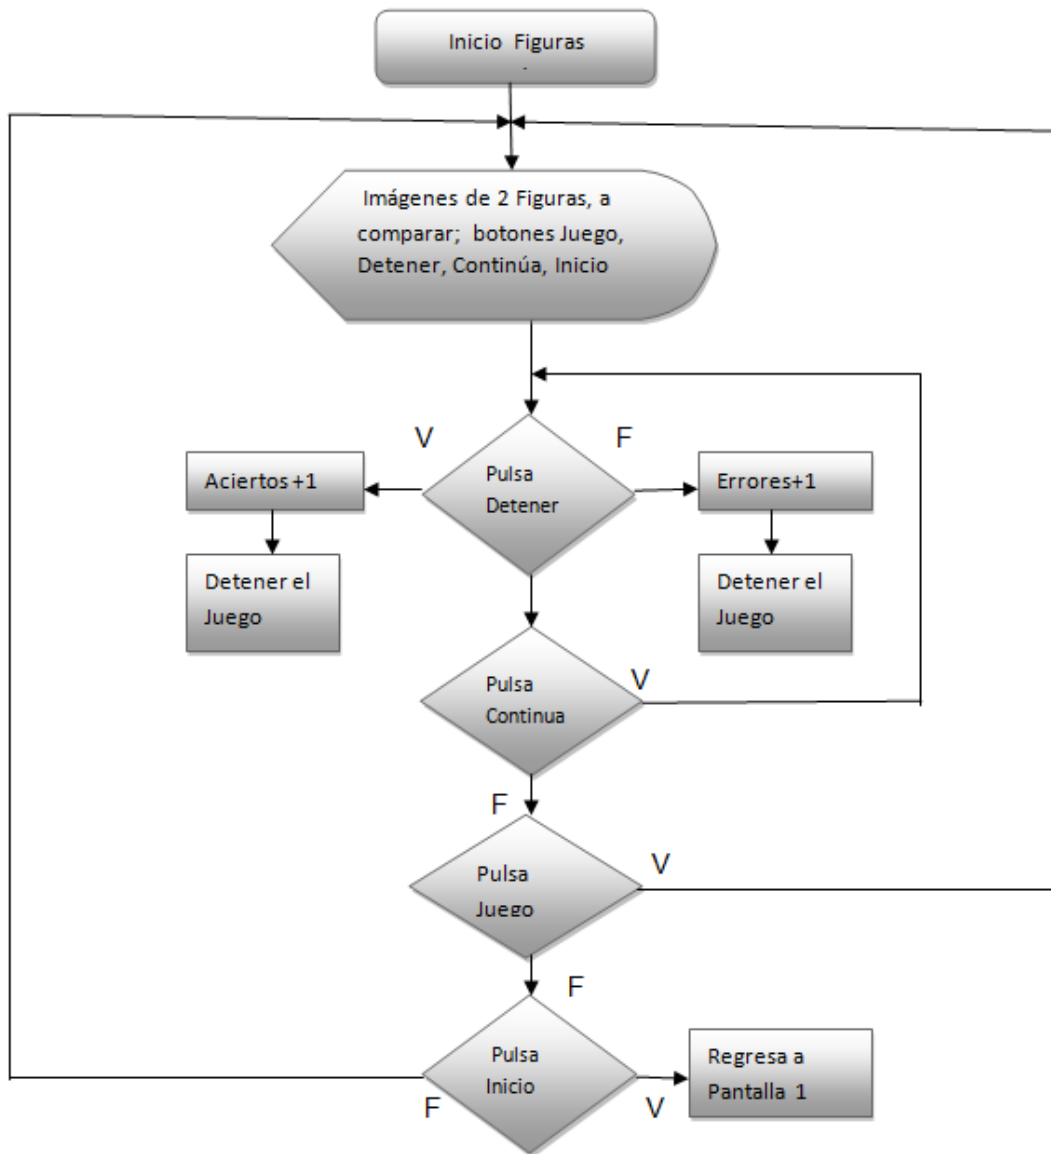 Inicio Figuras
.
Imágenes de 2 Figuras, a
comparar; botones Juego,
Detener, Continúa, Inicio
V
F
Aciertos+1
Pulsa
Detener
Errores+1
Detener el
Juego
Detener el
Juego
Pulsa
Continua
V
F
Pulsa
Juego
V
F
Pulsa
Inicio
F
V
Regresa a
Pantalla 1